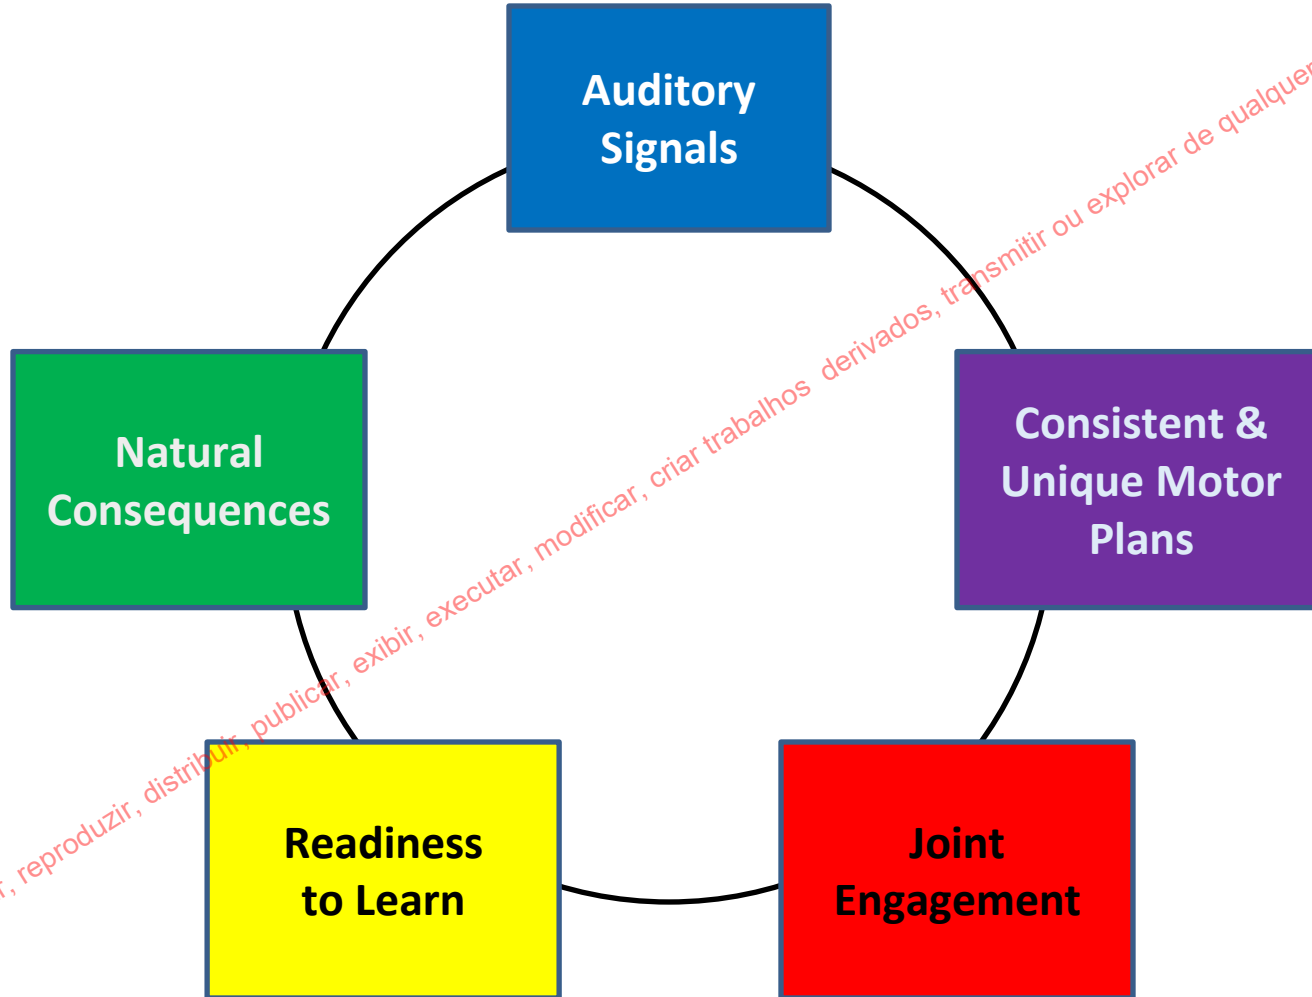 Auditory
Signals
Consistent &
Unique Motor
Plans
Joint
Engagement
Readiness
to Learn
Natural
Consequences
reproduzir, distribuir, publicar, exibir, executar, modificar, criar trabalhos derivados, transmitir ou explorar de qualquer